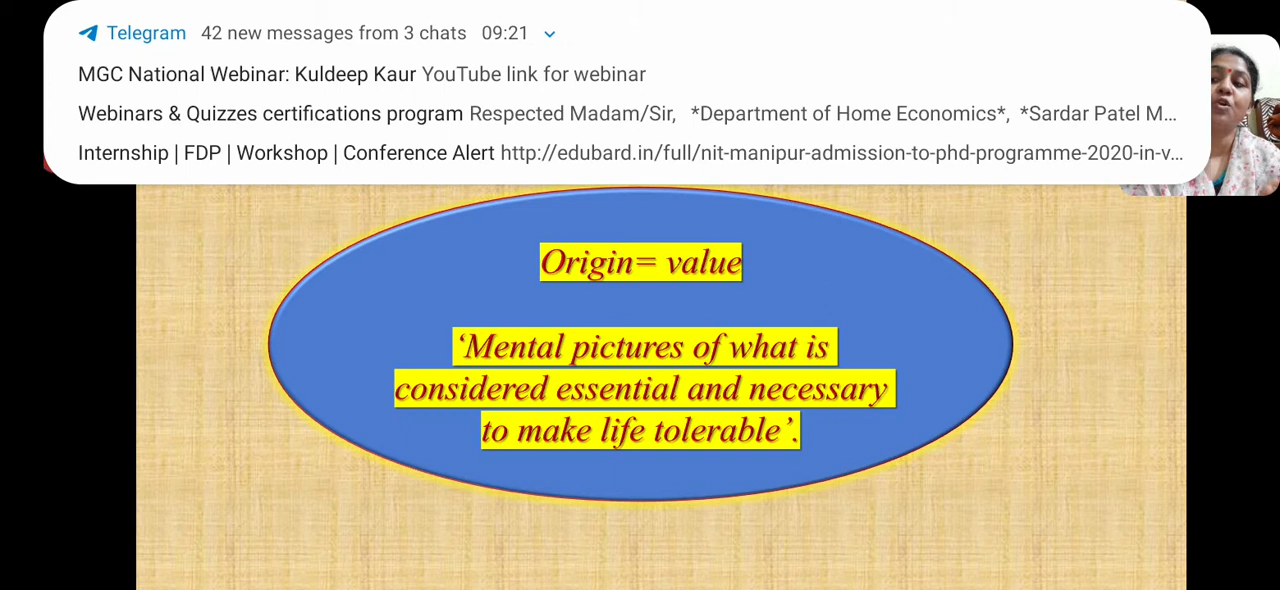 Telegram 42 new messages from 3 chats 09:21
MGC National Webinar: Kuldeep Kaur YouTube link for webinar
Webinars & Quizzes certifications program Respected Madam/Sir, *Department of Home Economics*, *Sardar Patel M...
Internship | FDP | Workshop | Conference Alert http://edubard.in/full/nit-manipur-admission-to-phd-programme-2020-in-v...
Origin= value
‘Mental pictures of what is
considered essential and necessary
to make life tolerable’.